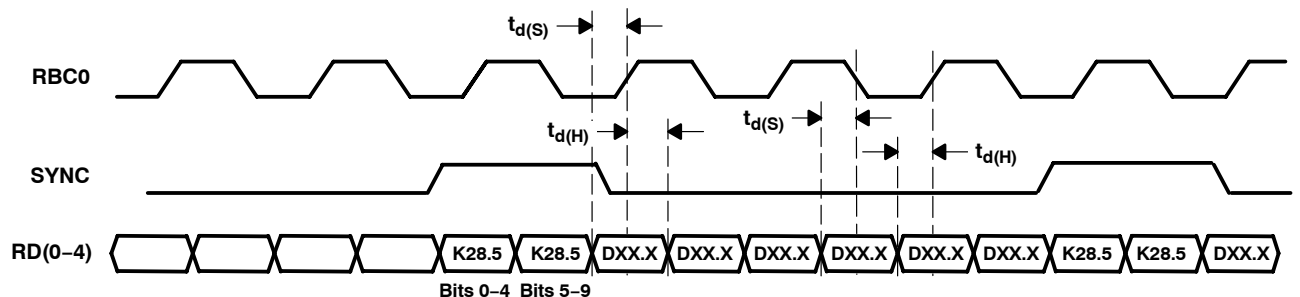 td(S)
RBC0
td(H)
td(S)
td(H)
SYNC
RD(0–4)
K28.5 K28.5 DXX.X DXX.X DXX.X DXX.X DXX.X DXX.X K28.5 K28.5 DXX.X
Bits 0–4 Bits 5–9